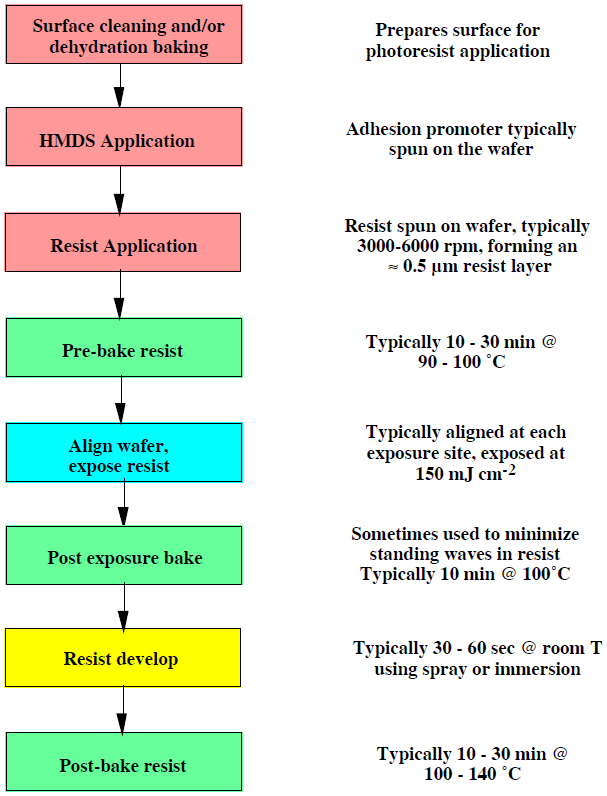 Surface cleaning and/or
dehydration baking
Prepares surface for
photoresist application
HMDS Application
Adhesion promoter typically
spun on the wafer
Resist Application
Resist spun on wafer, typically
3000-6000 rpm, forming an
≈ 0.5 µm resist layer
Pre-bake resist
Typically 10 - 30 min @
90 - 100 ˚C
Align wafer,
expose resist
Typically aligned at each
exposure site, exposed at
150 mJ cm-2
Post exposure bake
Sometimes used to minimize
standing waves in resist
Typically 10 min @ 100˚C
Resist develop
Typically 30 - 60 sec @ room T
using spray or immersion
Post-bake resist
Typically 10 - 30 min @
100 - 140 ˚C